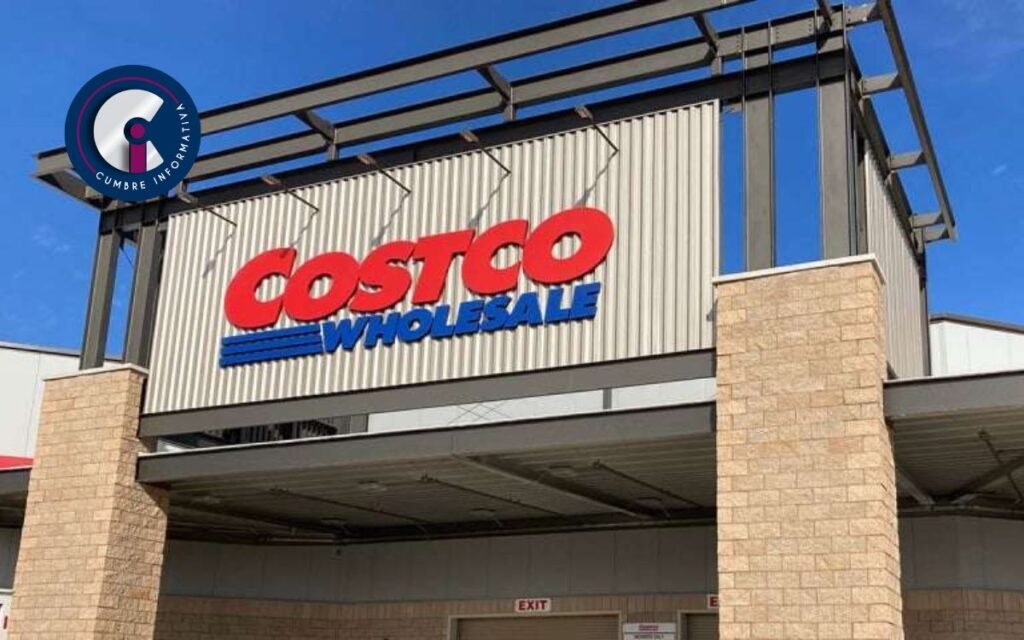 CUMBRE INFORMATIVA
COSTCO
WHOLESALE
EXIT
E